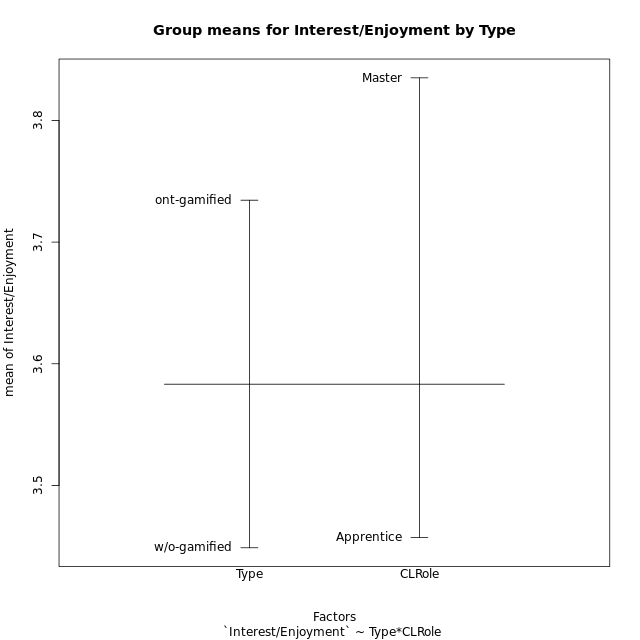 Group means for Interest/Enjoyment by Type
mean of Interest/Enjoyment
3.8
3.7
3.6
3.5
Master
ont-gamified
Apprentice
w/o-gamified
Type
CLRole
Factors
`Interest/Enjoyment` ~ Type*CLRole